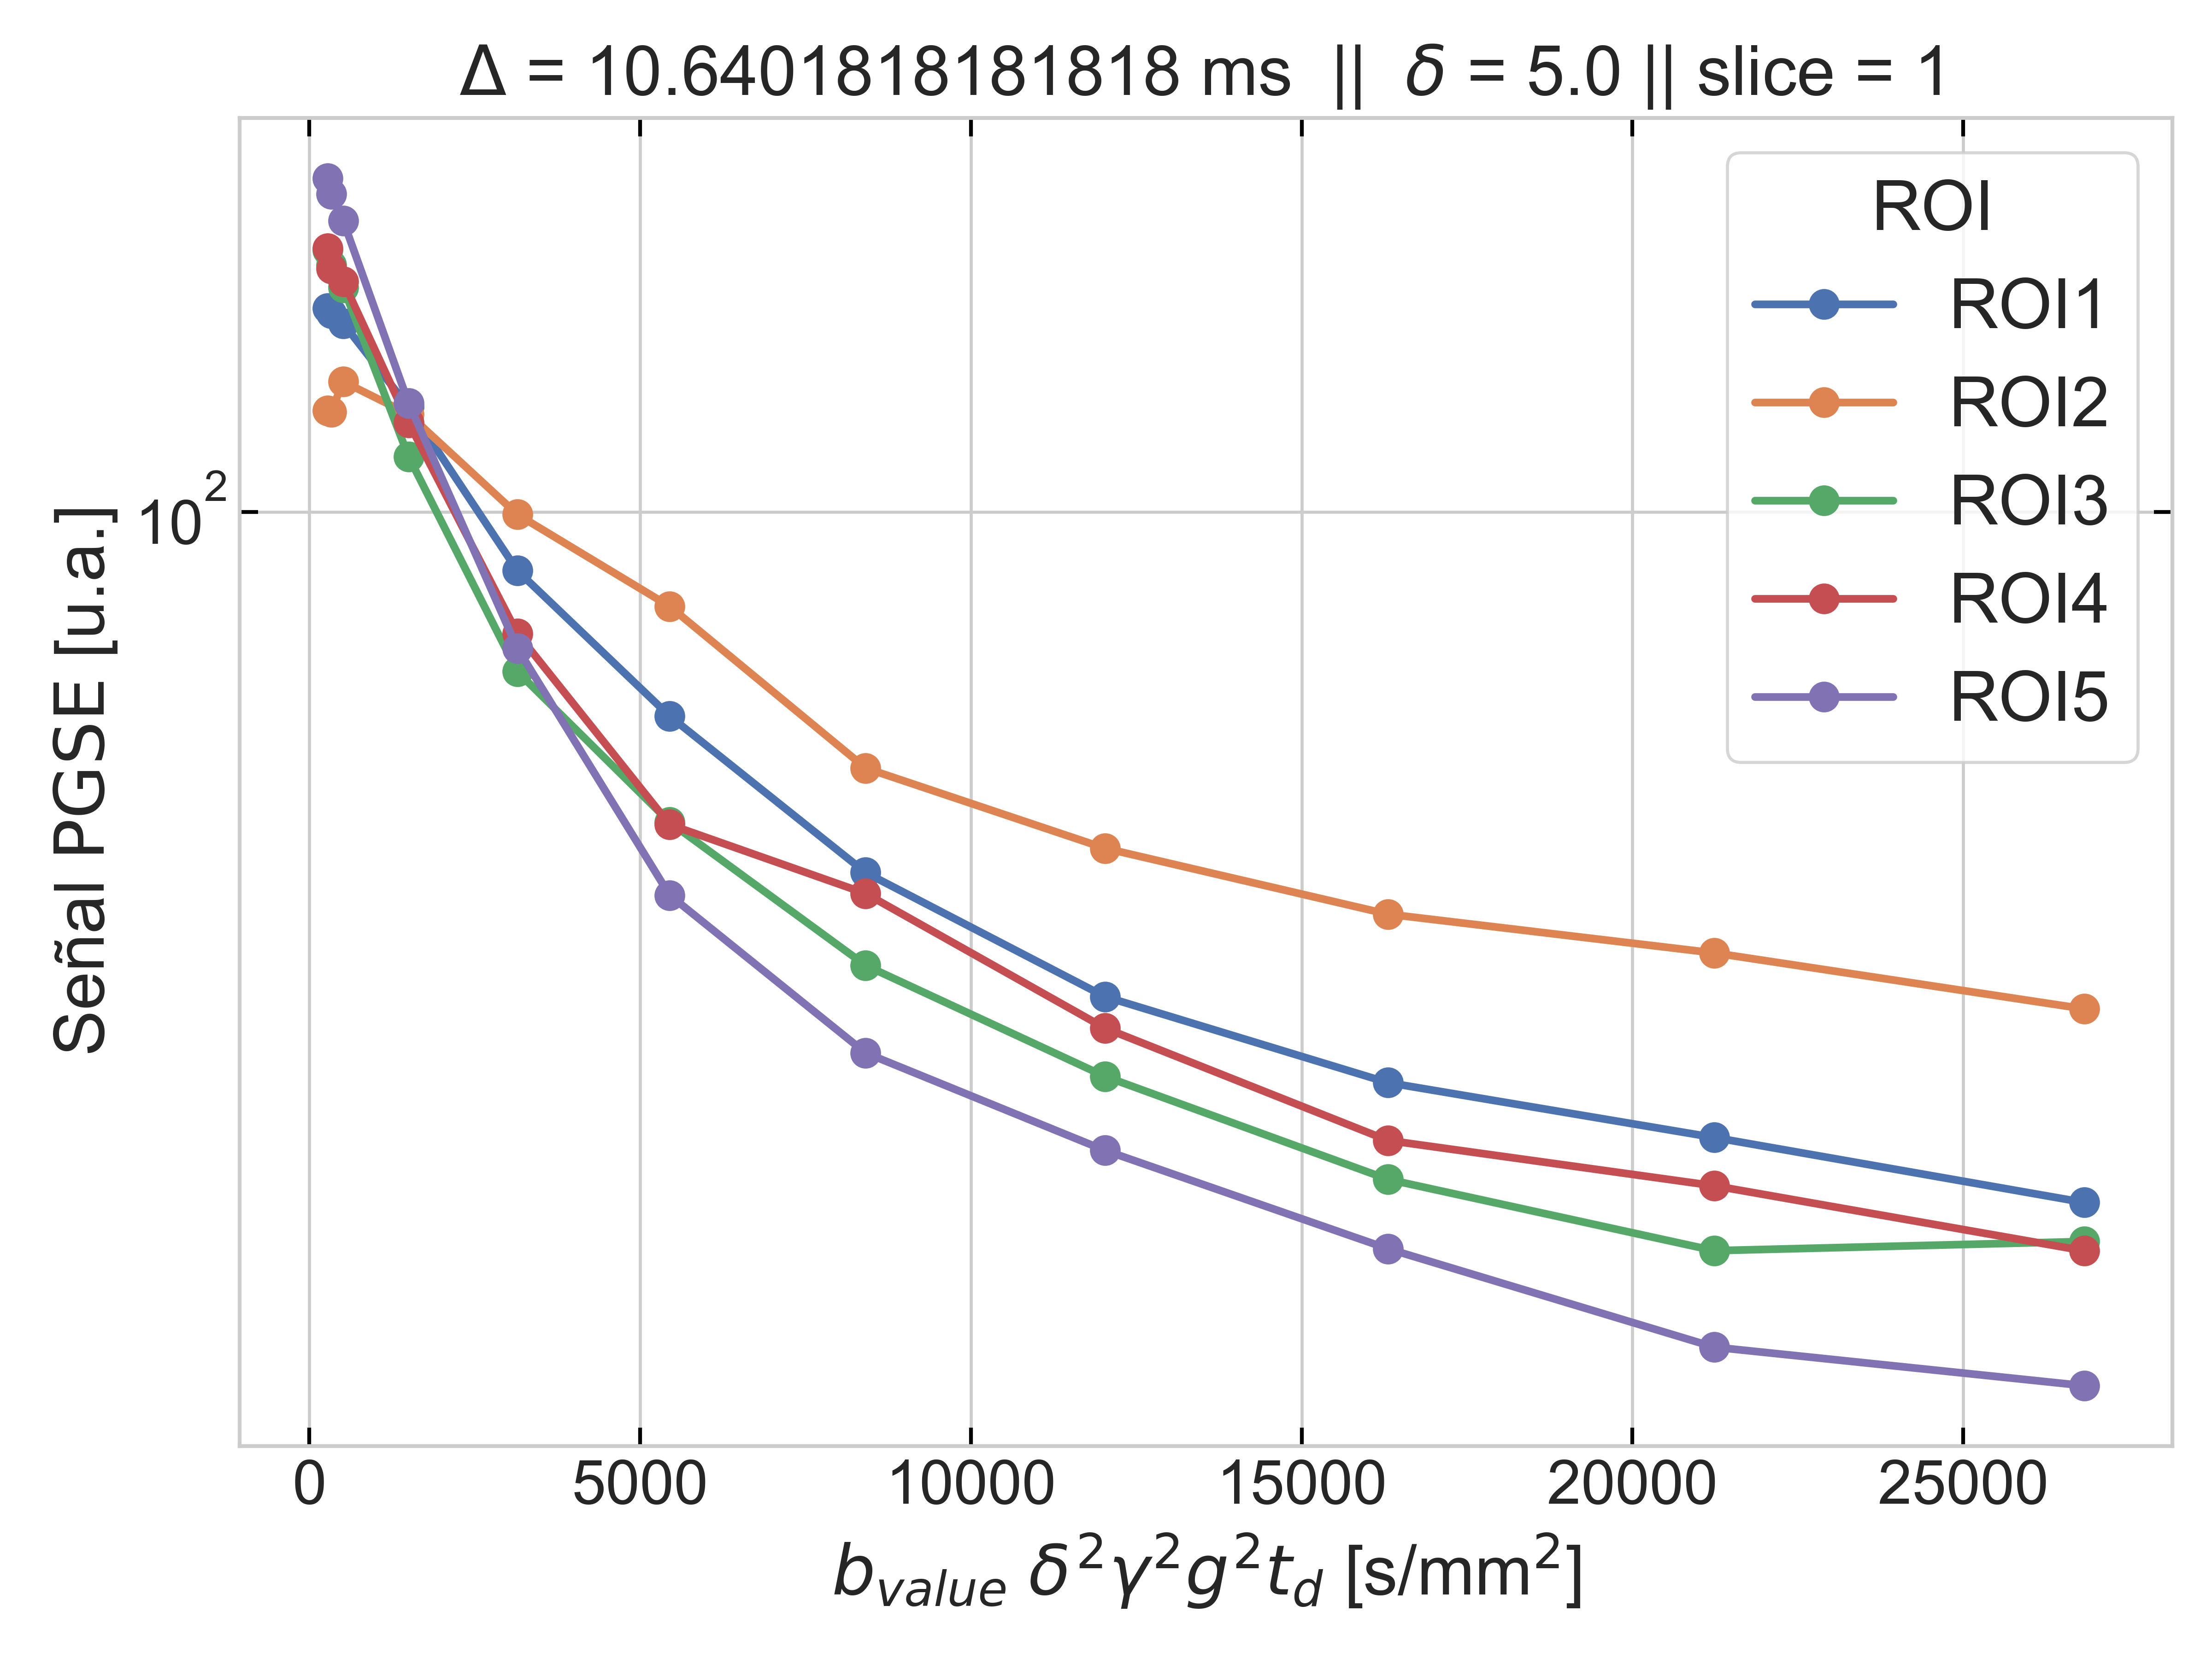 Δ = 10.64018181818181818 ms || δ = 5.0 || slice = 1
Señal PGSE [u.a.]
10²
ROI
ROI1
ROI2
ROI3
ROI4
ROI5
0 5000 10000 15000 20000 25000
b_value δ²γ²g²t_d [s/mm²]